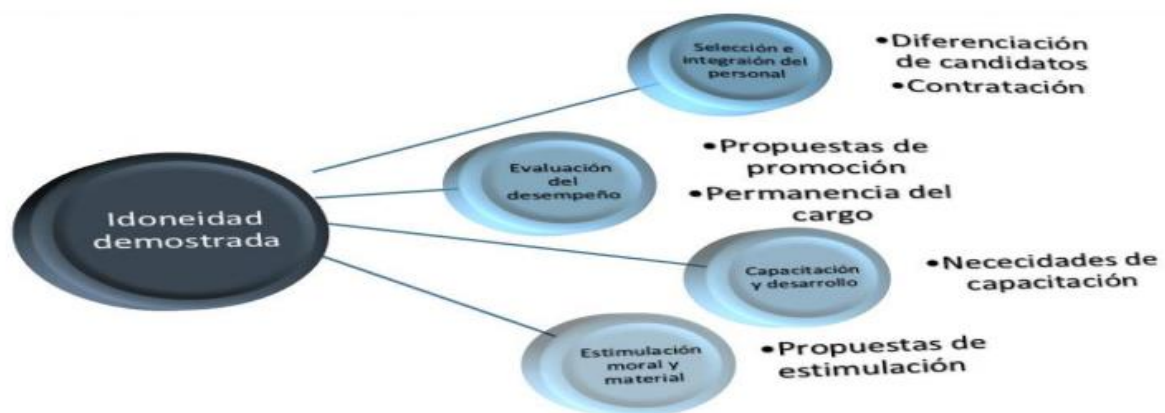 Idoneidad
demostrada
Selección e
integraión del
personal
•Diferenciación
de candidatos
•Contratación
Evaluación
del
desempeño
•Propuestas de
promoción
•Permanencia del
cargo
Capacitación
y desarrollo
•Nececidades de
capacitación
Estimulación
moral y
material
•Propuestas de
estimulación